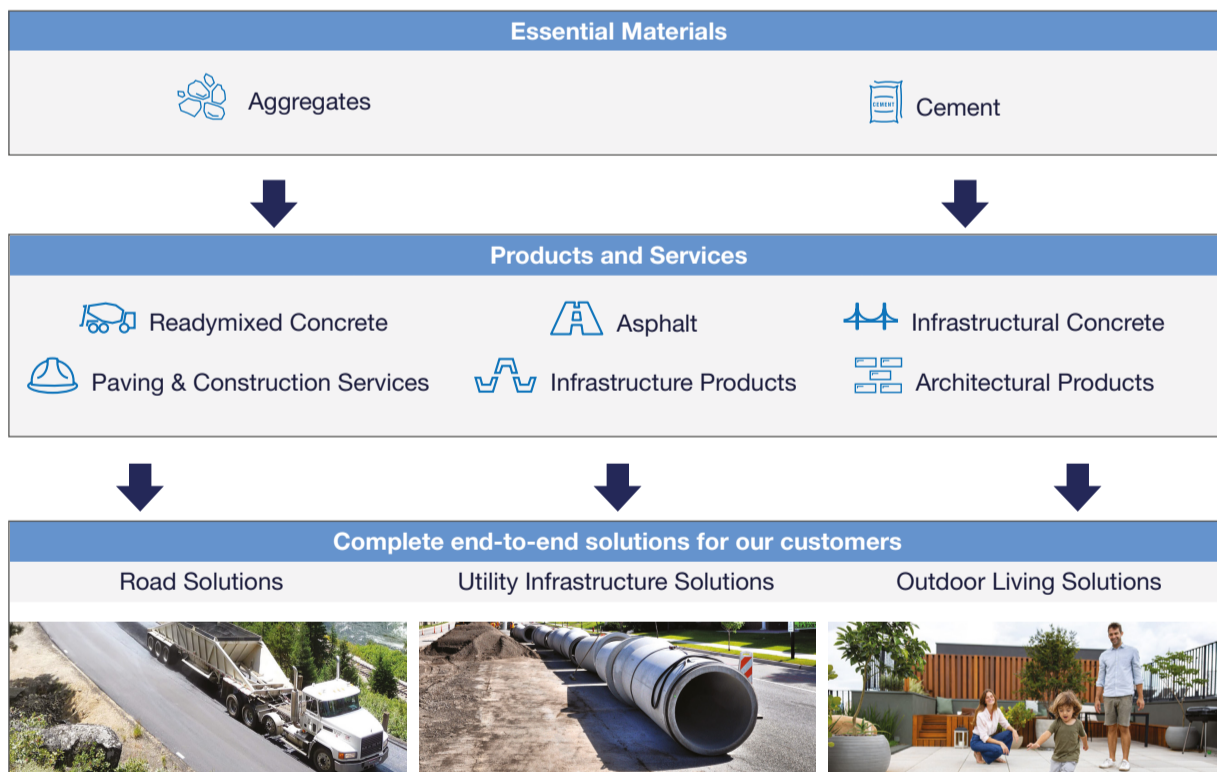 Essential Materials
Aggregates
CEMENT
Cement
Products and Services
Readymixed Concrete
Asphalt
Infrastructural Concrete
Paving & Construction Services
Infrastructure Products
Architectural Products
Complete end-to-end solutions for our customers
Road Solutions
Utility Infrastructure Solutions
Outdoor Living Solutions